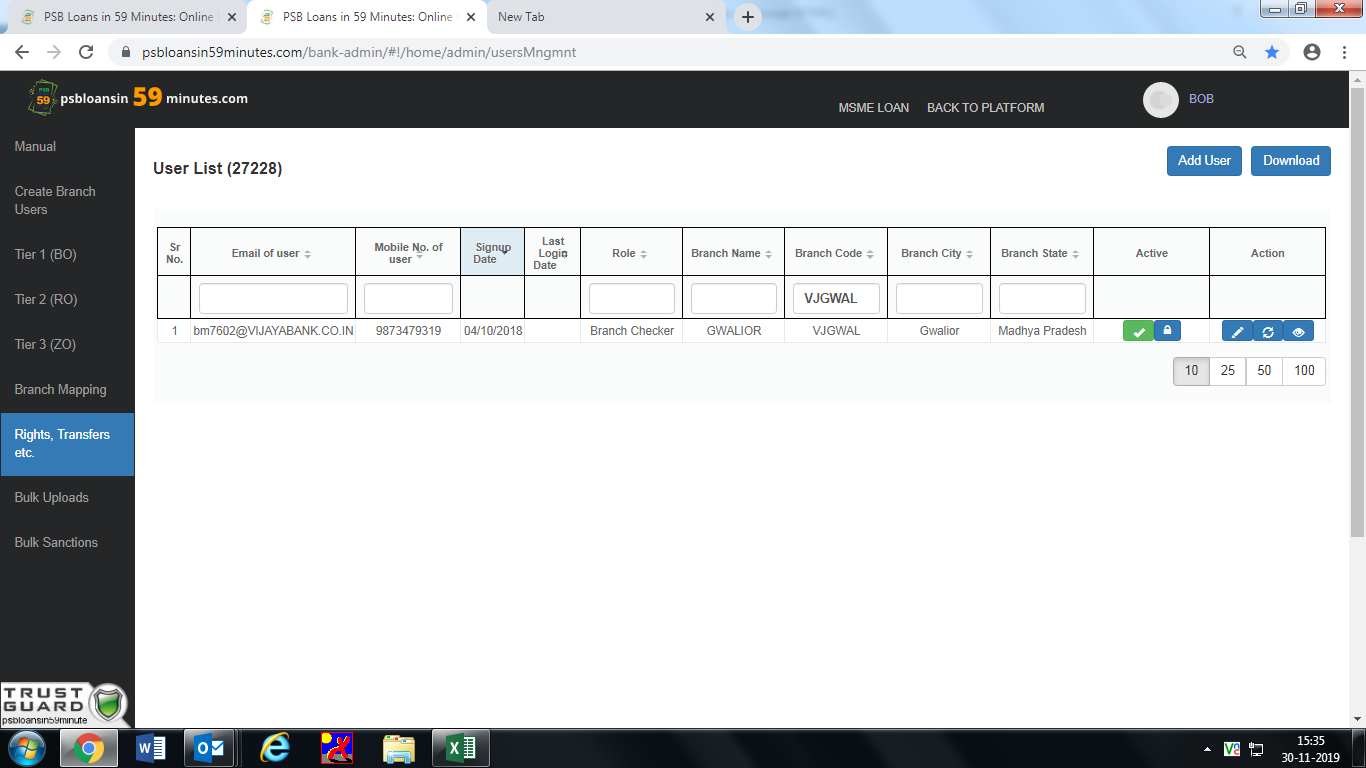 PSB Loans in 59 Minutes: Online
PSB Loans in 59 Minutes: Online
New Tab
psbloansin59minutes.com/bank-admin/#!/home/admin/usersMngmnt
PSB
59
psbloansin 59 minutes.com
MSME LOAN
BACK TO PLATFORM
BOB
Manual
Create Branch
Users
Tier 1 (BO)
Tier 2 (RO)
Tier 3 (ZO)
Branch Mapping
Rights, Transfers
etc.
Bulk Uploads
Bulk Sanctions
User List (27228)
Add User
Download
Sr
No.
Email of user
Mobile No. of
user
Signup
Date
Last
Login
Date
Role
Branch Name
Branch Code
Branch City
Branch State
Active
Action
VJGWAL
1 bm7602@VIJAYABANK.CO.IN 9873479319 04/10/2018 Branch Checker GWALIOR VJGWAL Gwalior Madhya Pradesh
10 25 50 100
TRUST
GUARD
psbloansin59minute
15:35
30-11-2019